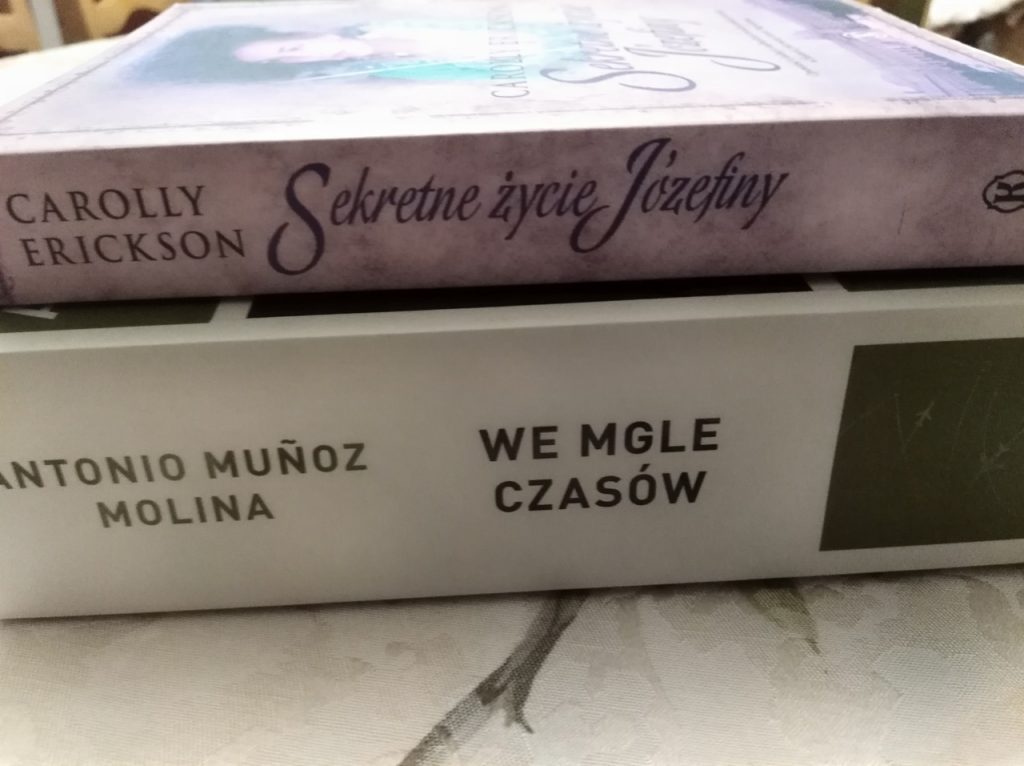 CAROLLY
ERICKSON
Sekretne życie Józefiny
ANTONIO MUÑOZ
MOLINA
WE MGLE
CZASÓW